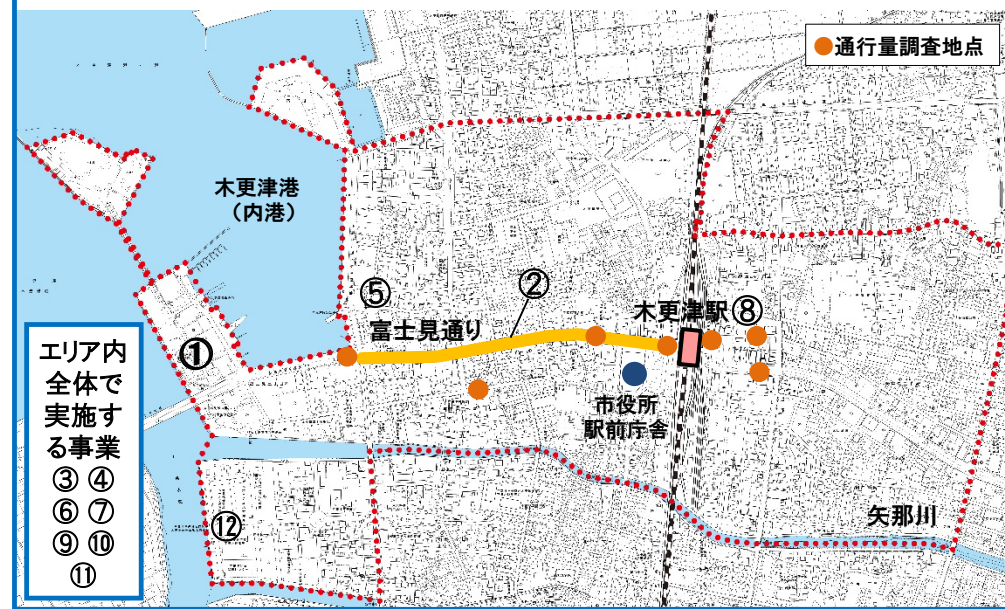 ●通行量調査地点
木更津港
（内港）
⑤
②
富士見通り
木更津駅⑧
①
市役所
駅前庁舎
エリア内
全体で
実施す
る事業
③ ④
⑥ ⑦
⑨ ⑩
⑪
⑫
矢那川